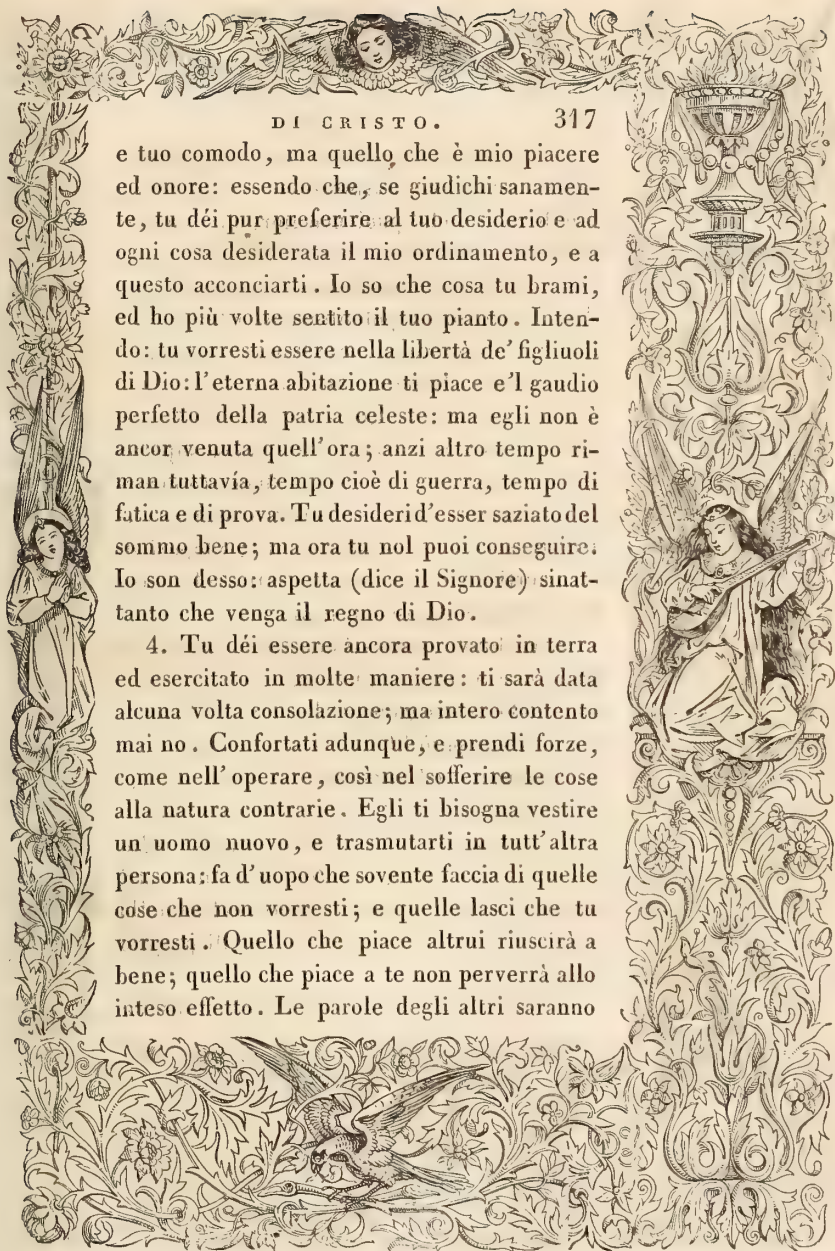 DI CRISTO. 317
e tuo comodo, ma quello che è mio piacere
ed onore: essendo che, se giudichi sanamen-
te, tu déi pur preferire al tuo desiderio e ad
ogni cosa desiderata il mio ordinamento, e a
questo acconciarti. Io so che cosa tu brami,
ed ho più volte sentito il tuo pianto. Inten-
do: tu vorresti essere nella libertà de' figliuoli
di Dio: l'eterna abitazione ti piace e'l gaudio
perfetto della patria celeste: ma egli non è
ancor venuta quell'ora; anzi altro tempo ri-
man tuttavía, tempo cioè di guerra, tempo di
fatica e di prova. Tu desideri d'esser saziato del
sommo bene; ma ora tu nol puoi conseguire.
Io son desso: aspetta (dice il Signore) sinat-
tanto che venga il regno di Dio.
4. Tu déi essere ancora provato in terra
ed esercitato in molte maniere: ti sarà data
alcuna volta consolazione; ma intero contento
mai no. Confortati adunque, e prendi forze,
come nell' operare, così nel sofferire le cose
alla natura contrarie. Egli ti bisogna vestire
un uomo nuovo, e trasmutarti in tutt'altra
persona: fa d'uopo che sovente faccia di quelle
cose che non vorresti; e quelle lasci che tu
vorresti. Quello che piace altrui riuscirà a
bene; quello che piace a te non perverrà allo
inteso effetto. Le parole degli altri saranno